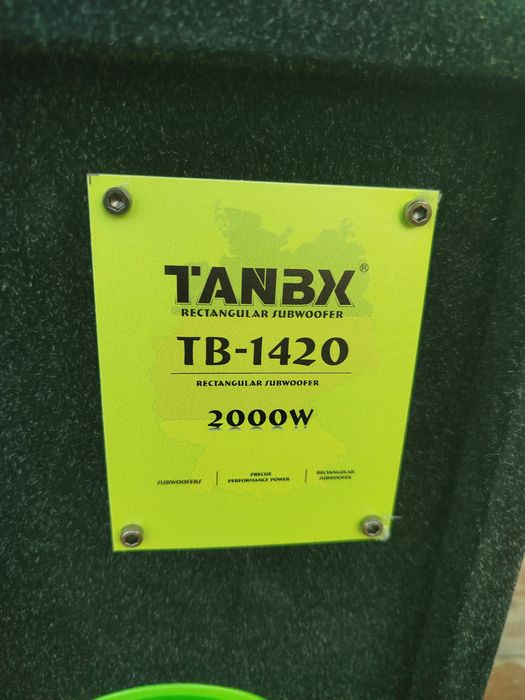 TANBX®
RECTANGULAR SUBWOOFER
TB-1420
RECTANGULAR SUBWOOFER
2000W
SUBWOOFERS
PRECISE
PERFORMANCE POWER
RECTANGULAR
SUBWOOFER